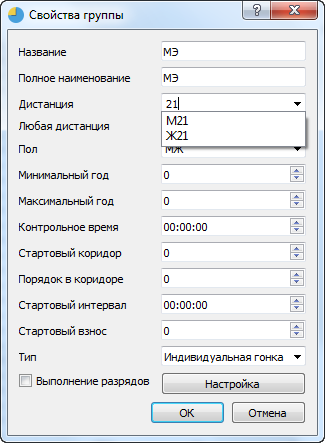 Свойства группы
Название МЭ
Полное наименование МЭ
Дистанция 21
М21
Любая дистанция
Ж21
Пол МЖ
Минимальный год 0
Максимальный год 0
Контрольное время 00:00:00
Стартовый коридор 0
Порядок в коридоре 0
Стартовый интервал 00:00:00
Стартовый взнос 0
Тип Индивидуальная гонка
Выполнение разрядов Настройка
OK Отмена